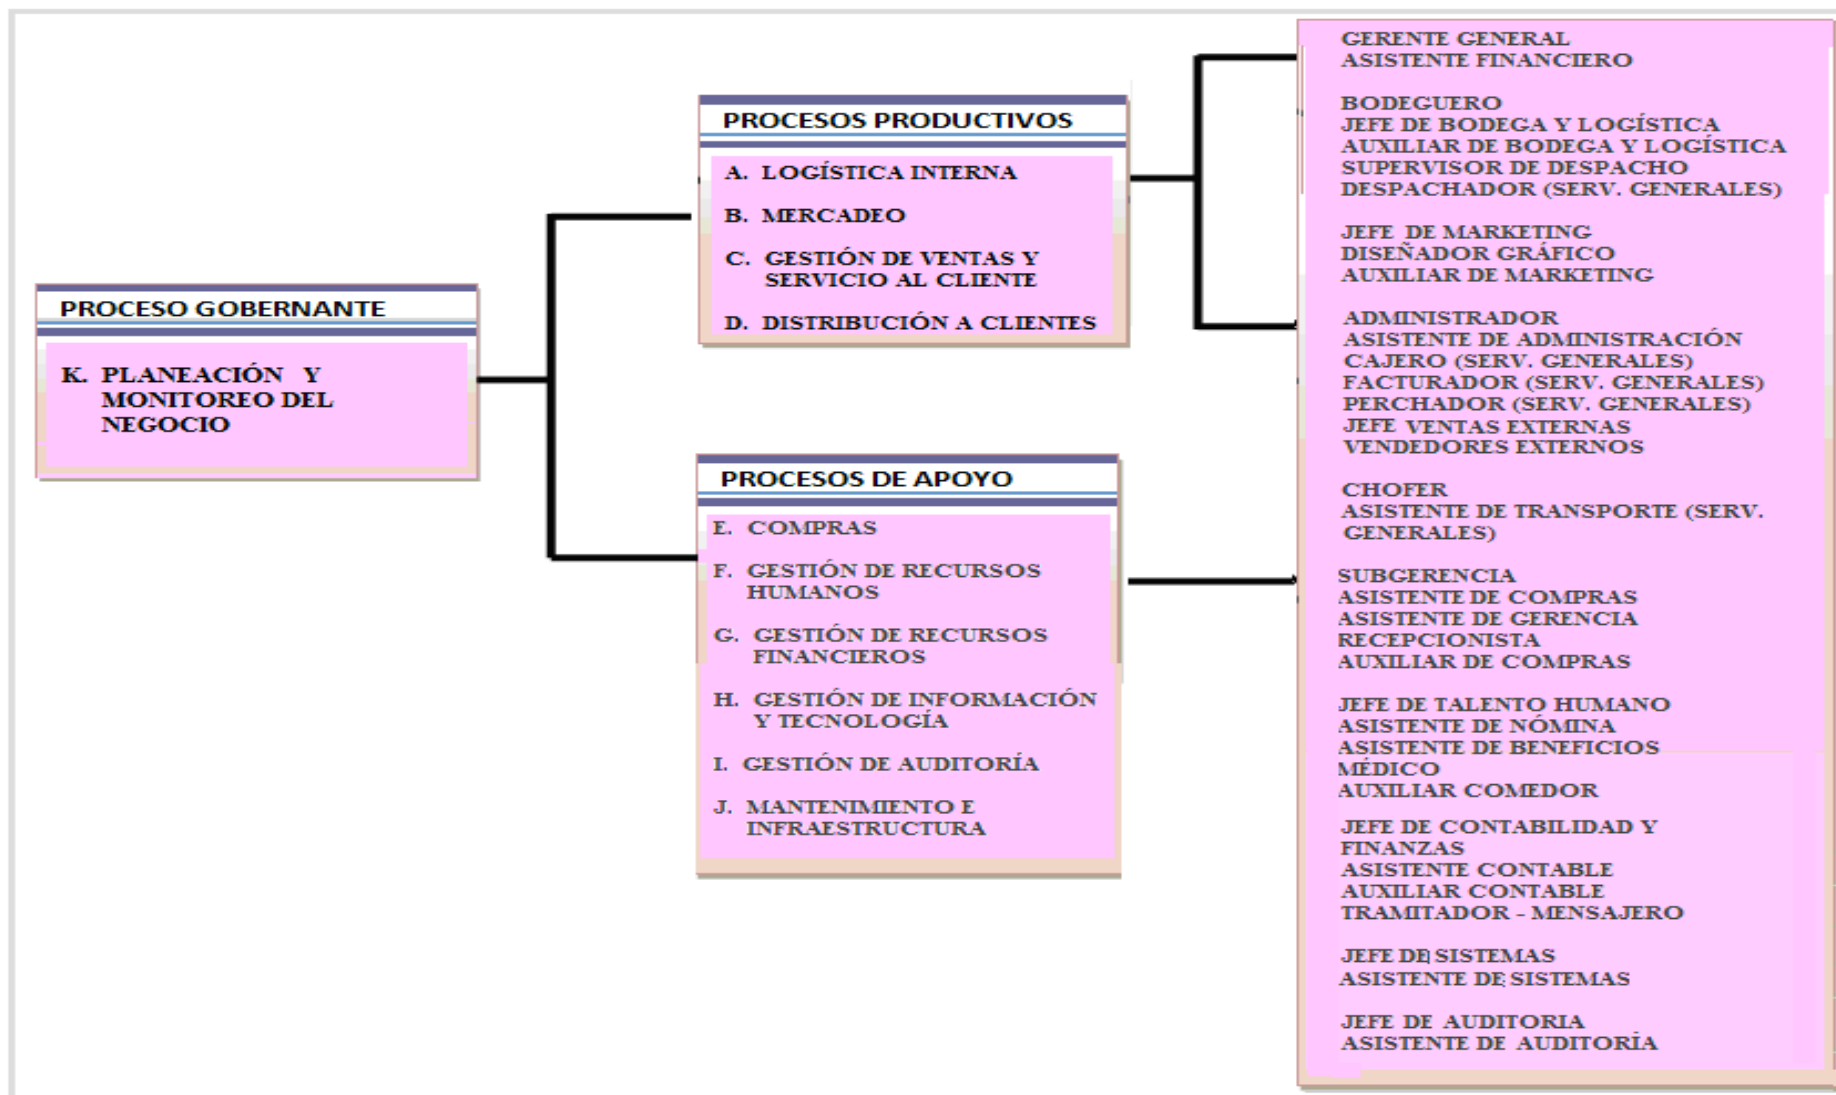 PROCESO GOBERNANTE
K. PLANEACIÓN Y
MONITOREO DEL
NEGOCIO
PROCESOS PRODUCTIVOS
A. LOGÍSTICA INTERNA
B. MERCADEO
C. GESTIÓN DE VENTAS Y
SERVICIO AL CLIENTE
D. DISTRIBUCIÓN A CLIENTES
PROCESOS DE APOYO
E. COMPRAS
F. GESTIÓN DE RECURSOS
HUMANOS
G. GESTIÓN DE RECURSOS
FINANCIEROS
H. GESTIÓN DE INFORMACIÓN
Y TECNOLOGÍA
I. GESTIÓN DE AUDITORÍA
J. MANTENIMIENTO E
INFRAESTRUCTURA
GERENTE GENERAL
ASISTENTE FINANCIERO
BODEGUERO
JEFE DE BODEGA Y LOGÍSTICA
AUXILIAR DE BODEGA Y LOGÍSTICA
SUPERVISOR DE DESPACHO
DESPACHADOR (SERV. GENERALES)
JEFE DE MARKETING
DISEÑADOR GRÁFICO
AUXILIAR DE MARKETING
ADMINISTRADOR
ASISTENTE DE ADMINISTRACIÓN
CAJERO (SERV. GENERALES)
FACTURADOR (SERV. GENERALES)
PERCHADOR (SERV. GENERALES)
JEFE VENTAS EXTERNAS
VENDEDORES EXTERNOS
CHOFER
ASISTENTE DE TRANSPORTE (SERV.
GENERALES)
SUBGERENCIA
ASISTENTE DE COMPRAS
ASISTENTE DE GERENCIA
RECEPCIONISTA
AUXILIAR DE COMPRAS
JEFE DE TALENTO HUMANO
ASISTENTE DE NÓMINA
ASISTENTE DE BENEFICIOS
MÉDICO
AUXILIAR COMEDOR
JEFE DE CONTABILIDAD Y
FINANZAS
ASISTENTE CONTABLE
AUXILIAR CONTABLE
TRAMITADOR - MENSAJERO
JEFE DE SISTEMAS
ASISTENTE DE SISTEMAS
JEFE DE AUDITORIA
ASISTENTE DE AUDITORÍA